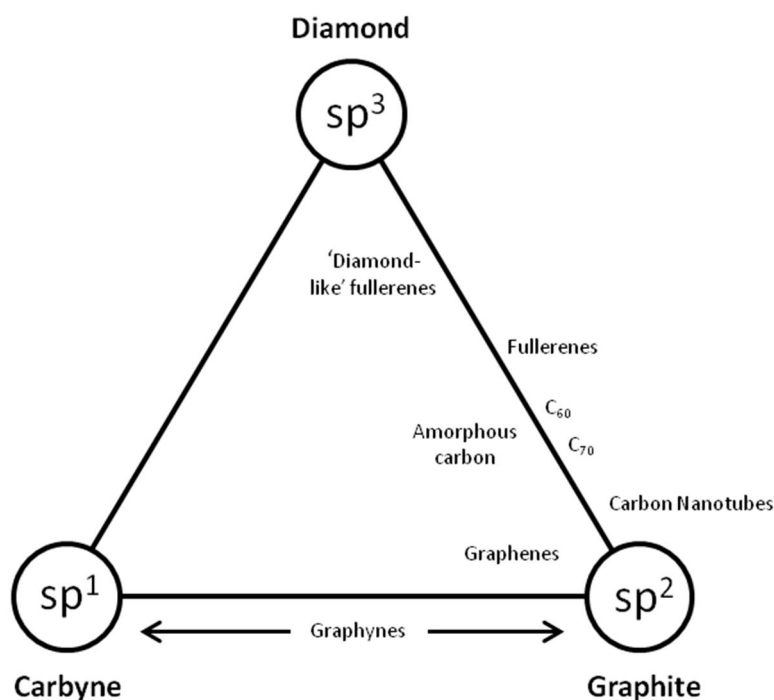 Diamond
sp³
‘Diamond-
like’ fullerenes
Fullerenes
C₆₀
Amorphous
carbon
C₇₀
Carbon Nanotubes
Graphenes
sp¹
sp²
Graphynes
Carbyne
Graphite